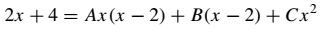 2x + 4 = Ax(x − 2) + B(x − 2) + Cx²